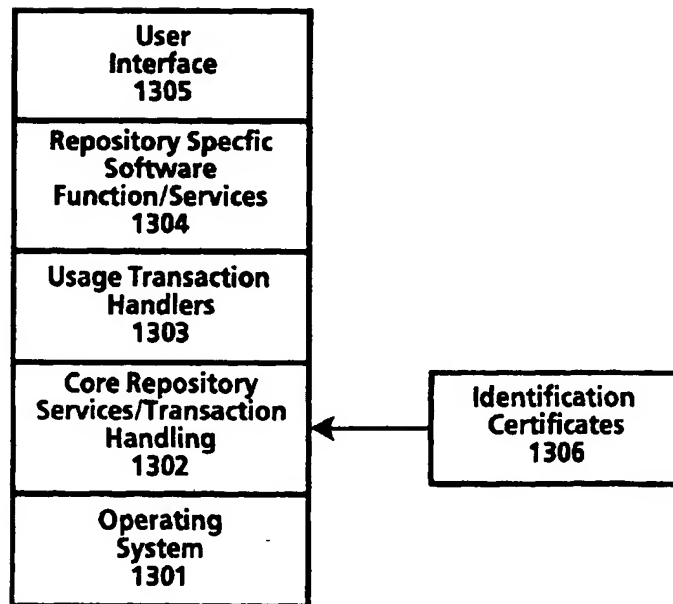 User
Interface
1305
Repository Specfic
Software
Function/Services
1304
Usage Transaction
Handlers
1303
Core Repository
Services/Transaction
Handling
1302
Identification
Certificates
1306
Operating
System
1301